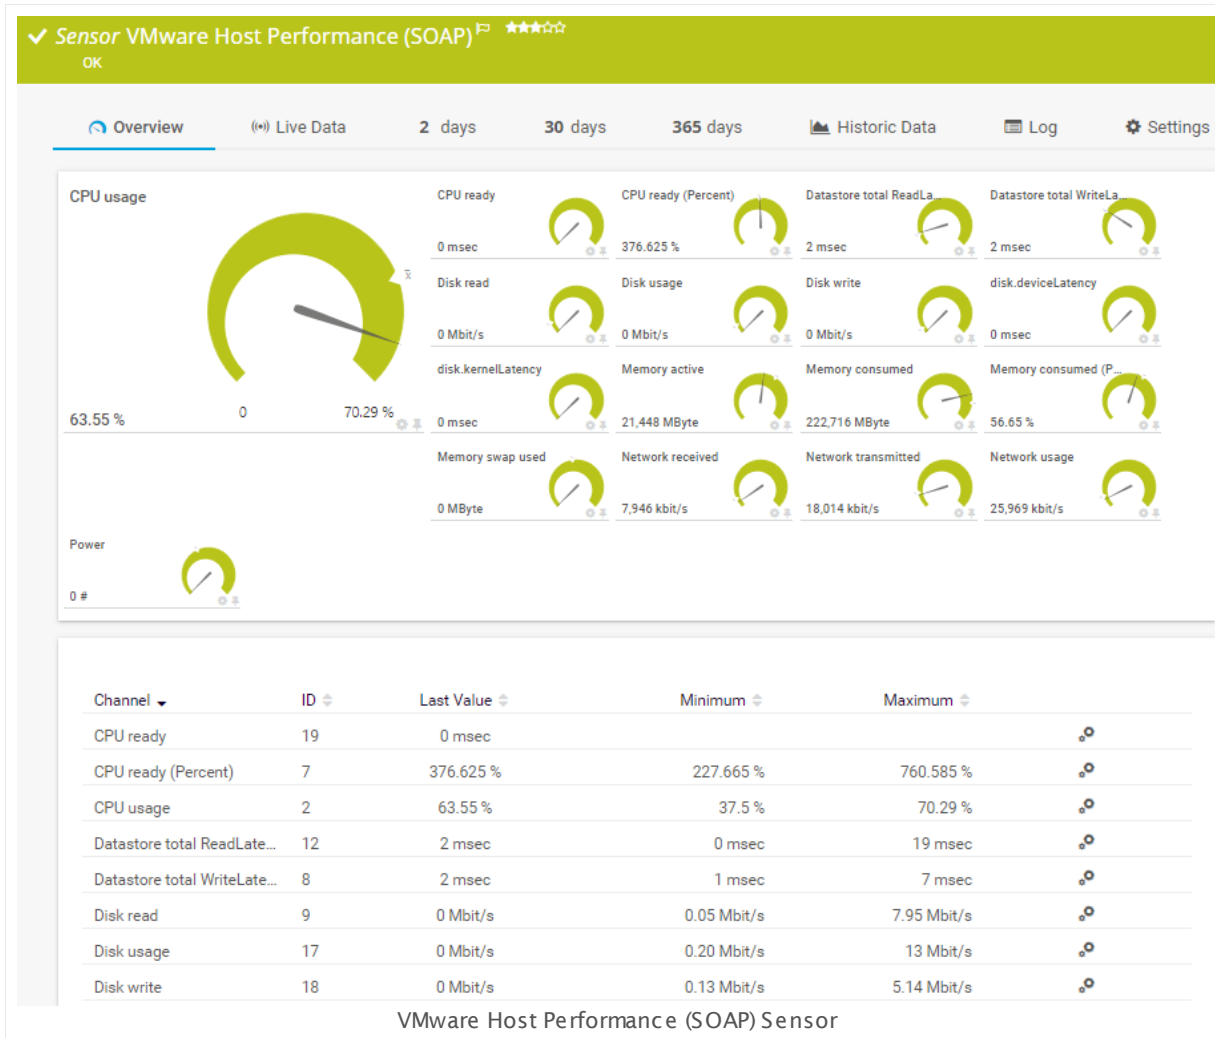 Sensor VMware Host Performance (SOAP)
OK
Overview
Live Data
2 days
30 days
365 days
Historic Data
Log
Settings
CPU usage
63.55 %
0
70.29 %
x̄
CPU ready
0 msec
CPU ready (Percent)
376.625 %
Datastore total ReadLa...
2 msec
Datastore total WriteLa...
2 msec
Disk read
0 Mbit/s
Disk usage
0 Mbit/s
Disk write
0 Mbit/s
disk.deviceLatency
0 msec
disk.kernelLatency
0 msec
Memory active
21,448 MByte
Memory consumed
222,716 MByte
Memory consumed (P...
56.65 %
Memory swap used
0 MByte
Network received
7,946 kbit/s
Network transmitted
18,014 kbit/s
Network usage
25,969 kbit/s
Power
0 #
Channel ID Last Value Minimum Maximum
CPU ready 19 0 msec
CPU ready (Percent) 7 376.625 % 227.665 % 760.585 %
CPU usage 2 63.55 % 37.5 % 70.29 %
Datastore total ReadLate... 12 2 msec 0 msec 19 msec
Datastore total WriteLate... 8 2 msec 1 msec 7 msec
Disk read 9 0 Mbit/s 0.05 Mbit/s 7.95 Mbit/s
Disk usage 17 0 Mbit/s 0.20 Mbit/s 13 Mbit/s
Disk write 18 0 Mbit/s 0.13 Mbit/s 5.14 Mbit/s
VMware Host Performance (SOAP) Sensor